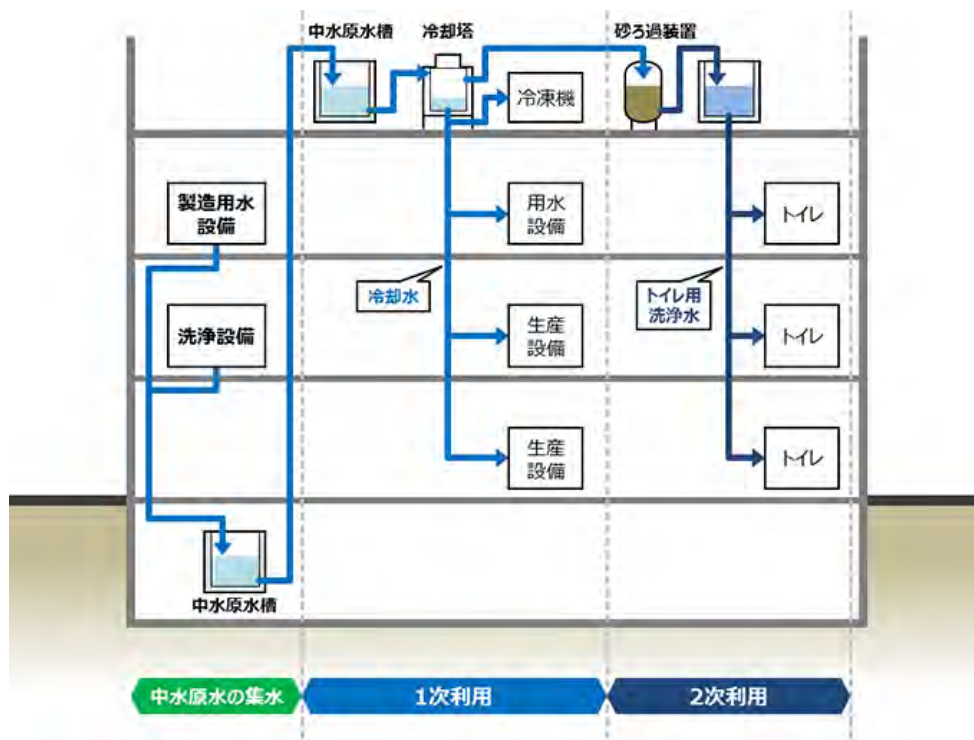 中水原水槽
冷却塔
砂ろ過装置
冷凍機
製造用水
設備
用水
設備
トイレ
冷却水
トイレ用
洗浄水
洗浄設備
生産
設備
トイレ
生産
設備
トイレ
中水原水槽
中水原水の集水
1次利用
2次利用